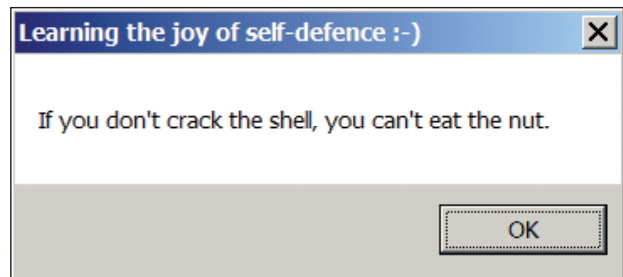 Learning the joy of self-defence :-)
If you don't crack the shell, you can't eat the nut.
OK